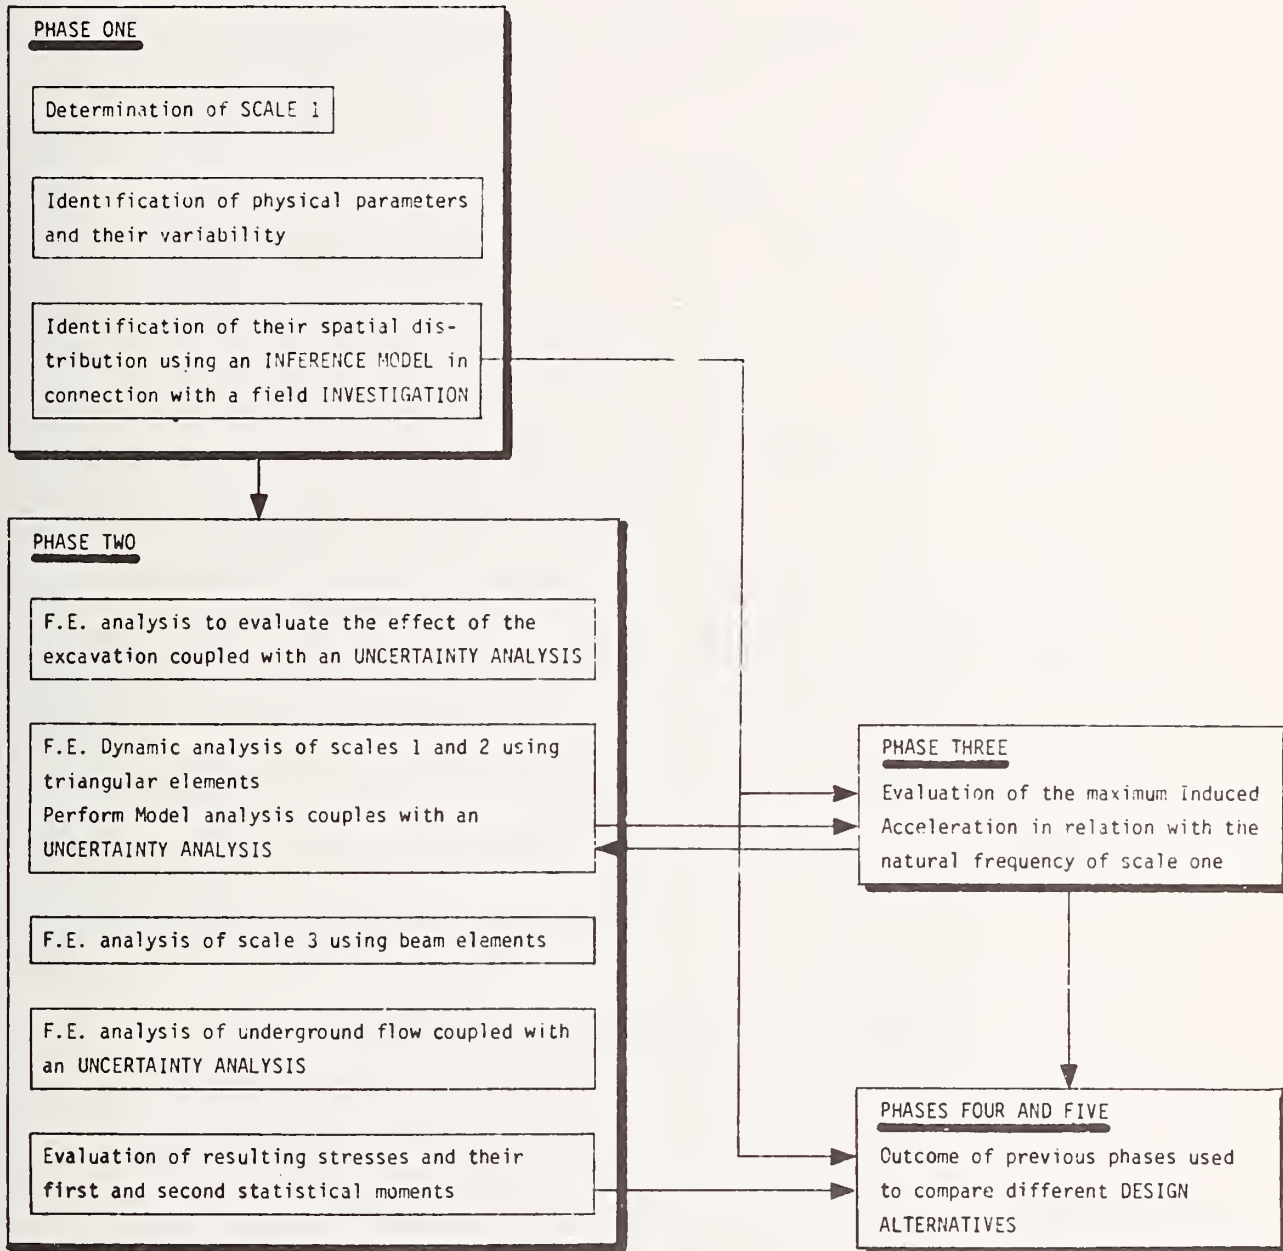 PHASE ONE
Determination of SCALE 1
Identification of physical parameters
and their variability
Identification of their spatial dis-
tribution using an INFERENCE MODEL in
connection with a field INVESTIGATION
PHASE TWO
F.E. analysis to evaluate the effect of the
excavation coupled with an UNCERTAINTY ANALYSIS
F.E. Dynamic analysis of scales 1 and 2 using
triangular elements
Perform Model analysis couples with an
UNCERTAINTY ANALYSIS
F.E. analysis of scale 3 using beam elements
F.E. analysis of underground flow coupled with
an UNCERTAINTY ANALYSIS
Evaluation of resulting stresses and their
first and second statistical moments
PHASE THREE
Evaluation of the maximum Induced
Acceleration in relation with the
natural frequency of scale one
PHASES FOUR AND FIVE
Outcome of previous phases used
to compare different DESIGN
ALTERNATIVES